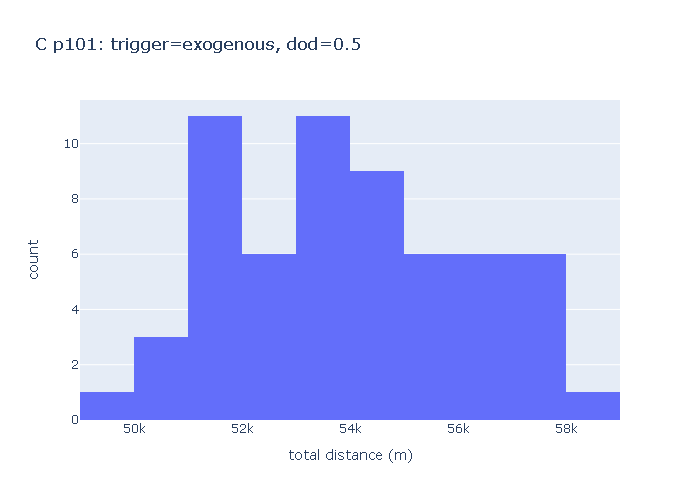 C p101: trigger=exogenous, dod=0.5
10
8
6
4
2
0
count
50k 52k 54k 56k 58k
total distance (m)